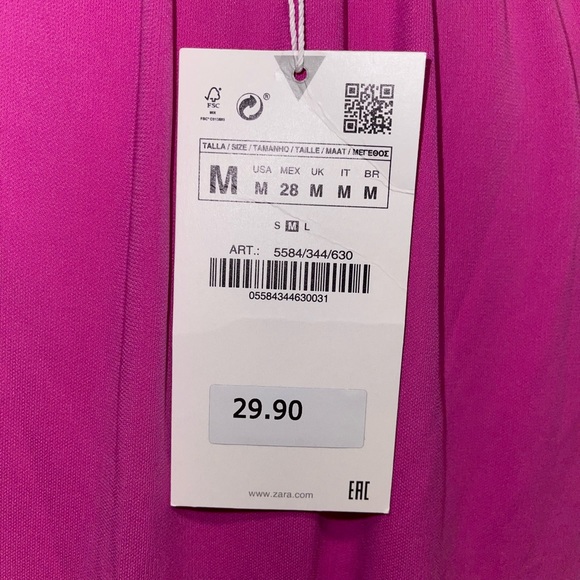 FSC
MIX
®
TALLA / SIZE / TAMANHO / TAILLE / MAAT / ΜΕΓΕΘΟΣ
M
USA MEX UK IT BR
M 28 M M M
S M L
ART.: 5584/344/630
05584344630031
29.90
www.zara.com
EAC